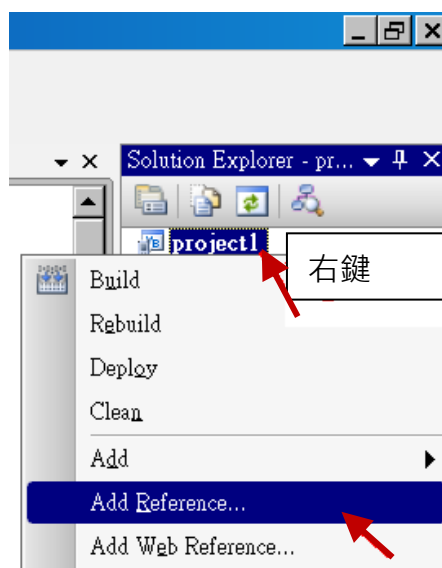 Solution Explorer - pr...
project1
右鍵
Build
Rebuild
Deploy
Clean
Add
Add Reference...
Add Web Reference...